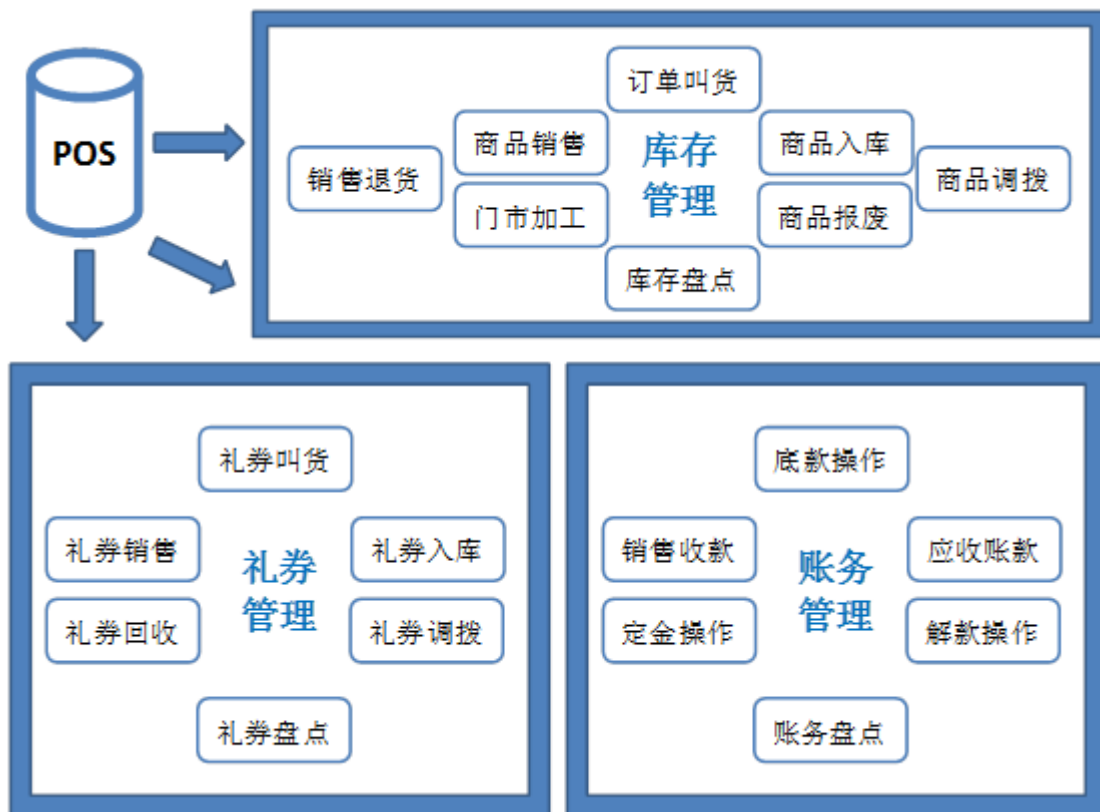 POS
订单叫货
商品销售
商品入库
销售退货
库存
管理
商品调拨
门市加工
商品报废
库存盘点
礼券叫货
礼券销售
礼券入库
礼券
管理
礼券回收
礼券调拨
礼券盘点
底款操作
销售收款
应收账款
账务
管理
定金操作
解款操作
账务盘点